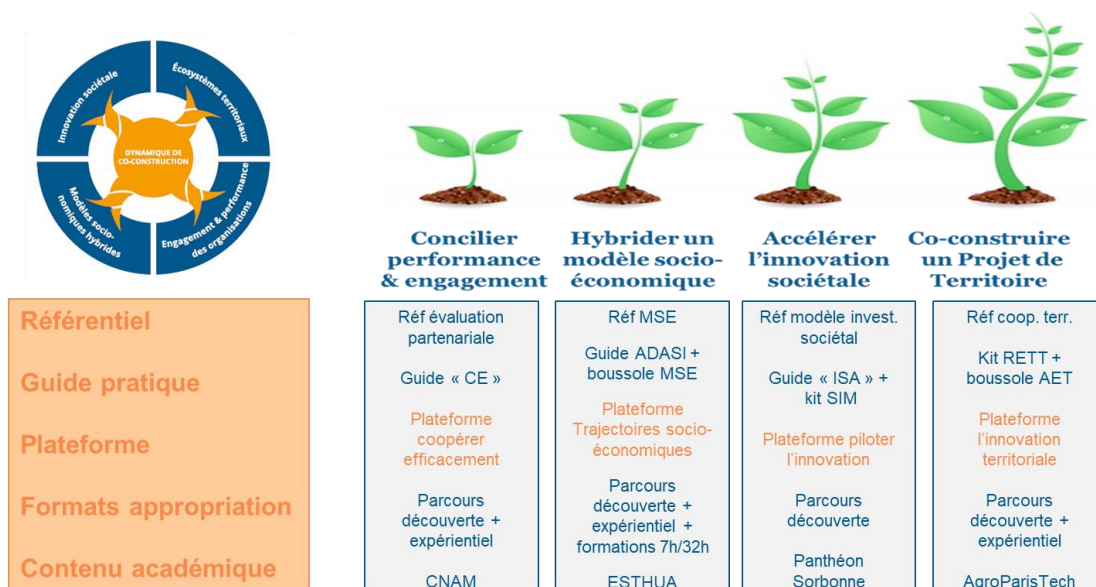 Innovation sociétale
Écosystèmes territoriaux
DYNAMIQUE DE
CO-CONSTRUCTION
Modèles socio-
nomiques hybrides
Engagement & performance
des organisations
Concilier
performance
& engagement
Hybrider un
modèle socio-
économique
Accélérer
l'innovation
sociétale
Co-construire
un Projet de
Territoire
Référentiel
Guide pratique
Plateforme
Formats appropriation
Contenu académique
Réf évaluation
partenariale
Guide « CE »
Plateforme
coopérer
efficacement
Parcours
découverte +
expérientiel
CNAM
Réf MSE
Guide ADASI +
boussole MSE
Plateforme
Trajectoires socio-
économiques
Parcours
découverte +
expérientiel +
formations 7h/32h
ESTHUA
Réf modèle invest.
sociétal
Guide « ISA » +
kit SIM
Plateforme piloter
l'innovation
Parcours
découverte
Panthéon
Sorbonne
Réf coop. terr.
Kit RETT +
boussole AET
Plateforme
l'innovation
territoriale
Parcours
découverte +
expérientiel
AgroParisTech